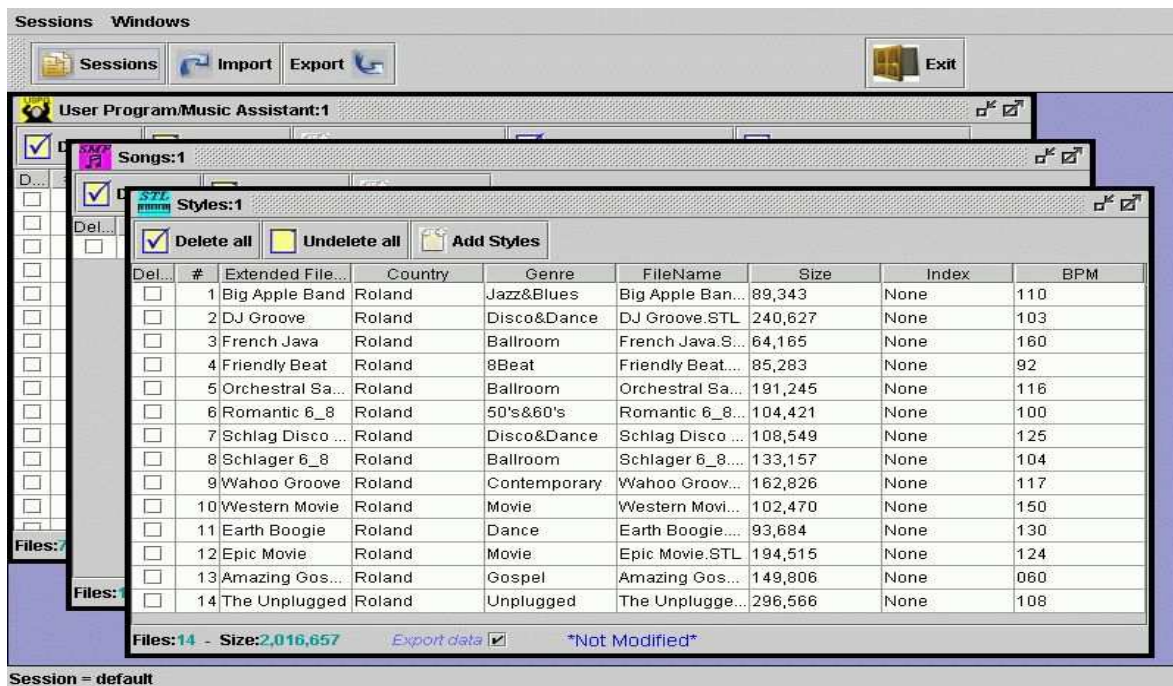 Sessions Windows
Sessions Import Export Exit
User Program/Music Assistant:1
D
D...
SMF Songs:1
D
Del...
STL Styles:1
Delete all Undelete all Add Styles
Del... # Extended File... Country Genre FileName Size Index BPM
1 Big Apple Band Roland Jazz&Blues Big Apple Ban... 89,343 None 110
2 DJ Groove Roland Disco&Dance DJ Groove.STL 240,627 None 103
3 French Java Roland Ballroom French Java.S... 64,165 None 160
4 Friendly Beat Roland 8Beat Friendly Beat.... 85,283 None 92
5 Orchestral Sa... Roland Ballroom Orchestral Sa... 191,245 None 116
6 Romantic 6_8 Roland 50's&60's Romantic 6_8... 104,421 None 100
7 Schlag Disco ... Roland Disco&Dance Schlag Disco ... 108,549 None 125
8 Schlager 6_8 Roland Ballroom Schlager 6_8.... 133,157 None 104
9 Wahoo Groove Roland Contemporary Wahoo Groov... 162,826 None 117
10 Western Movie Roland Movie Western Movi... 102,470 None 150
11 Earth Boogie Roland Dance Earth Boogie.... 93,684 None 130
12 Epic Movie Roland Movie Epic Movie.STL 194,515 None 124
13 Amazing Gos... Roland Gospel Amazing Gos... 149,806 None 060
14 The Unplugged Roland Unplugged The Unplugge... 296,566 None 108
Files:14 - Size:2,016,657 Export data *Not Modified*
Files:7
Files:1
Session = default